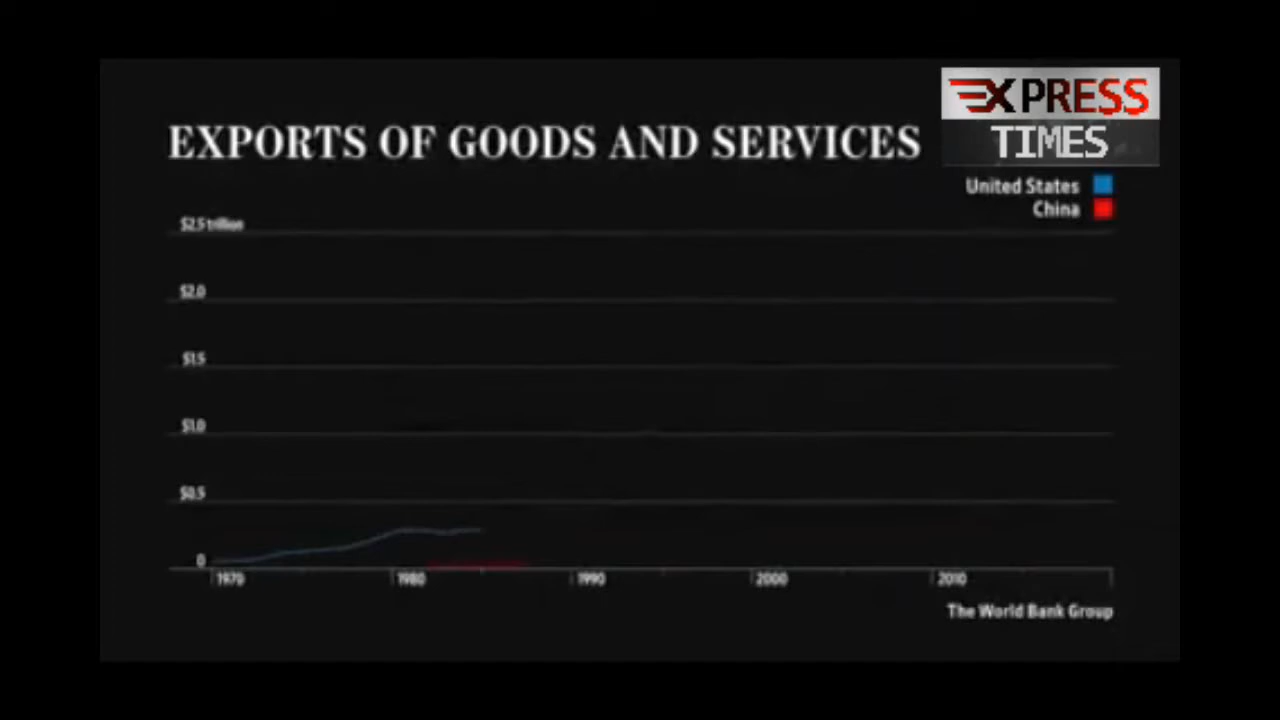 EXPRESS
TIMES
EXPORTS OF GOODS AND SERVICES
United States
China
$2.5 trillion
$2.0
$1.5
$1.0
$0.5
0
1970 1980 1990 2000 2010
The World Bank Group